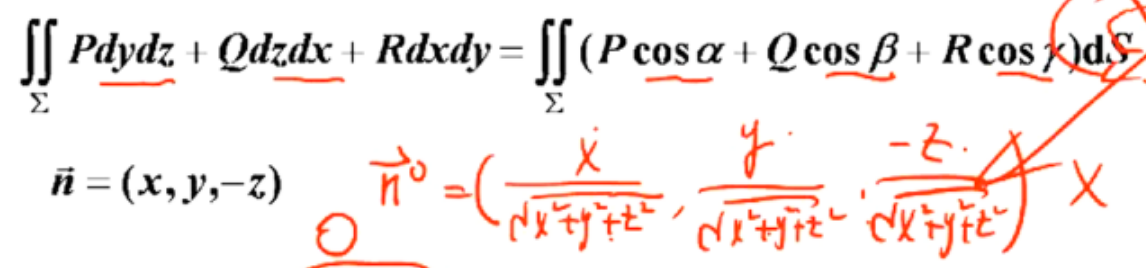 ∬_Σ Pdydz + Qdzdx + Rdxdy = ∬_Σ (P cos α + Q cos β + R cos γ)dS
n⃗ = (x, y, −z) n⃗⁰ = (x/√(x²+y²+z²), y/√(x²+y²+z²), −z/√(x²+y²+z²)) X
0